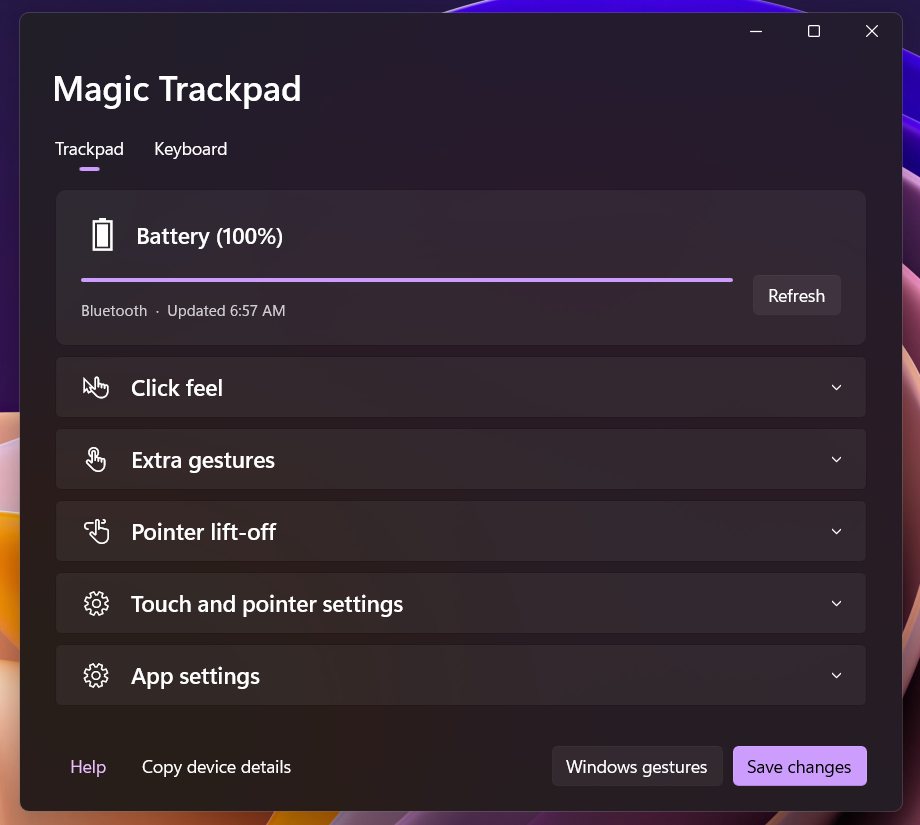 Magic Trackpad
Trackpad Keyboard
Battery (100%)
Bluetooth · Updated 6:57 AM
Refresh
Click feel
Extra gestures
Pointer lift-off
Touch and pointer settings
App settings
Help Copy device details Windows gestures Save changes